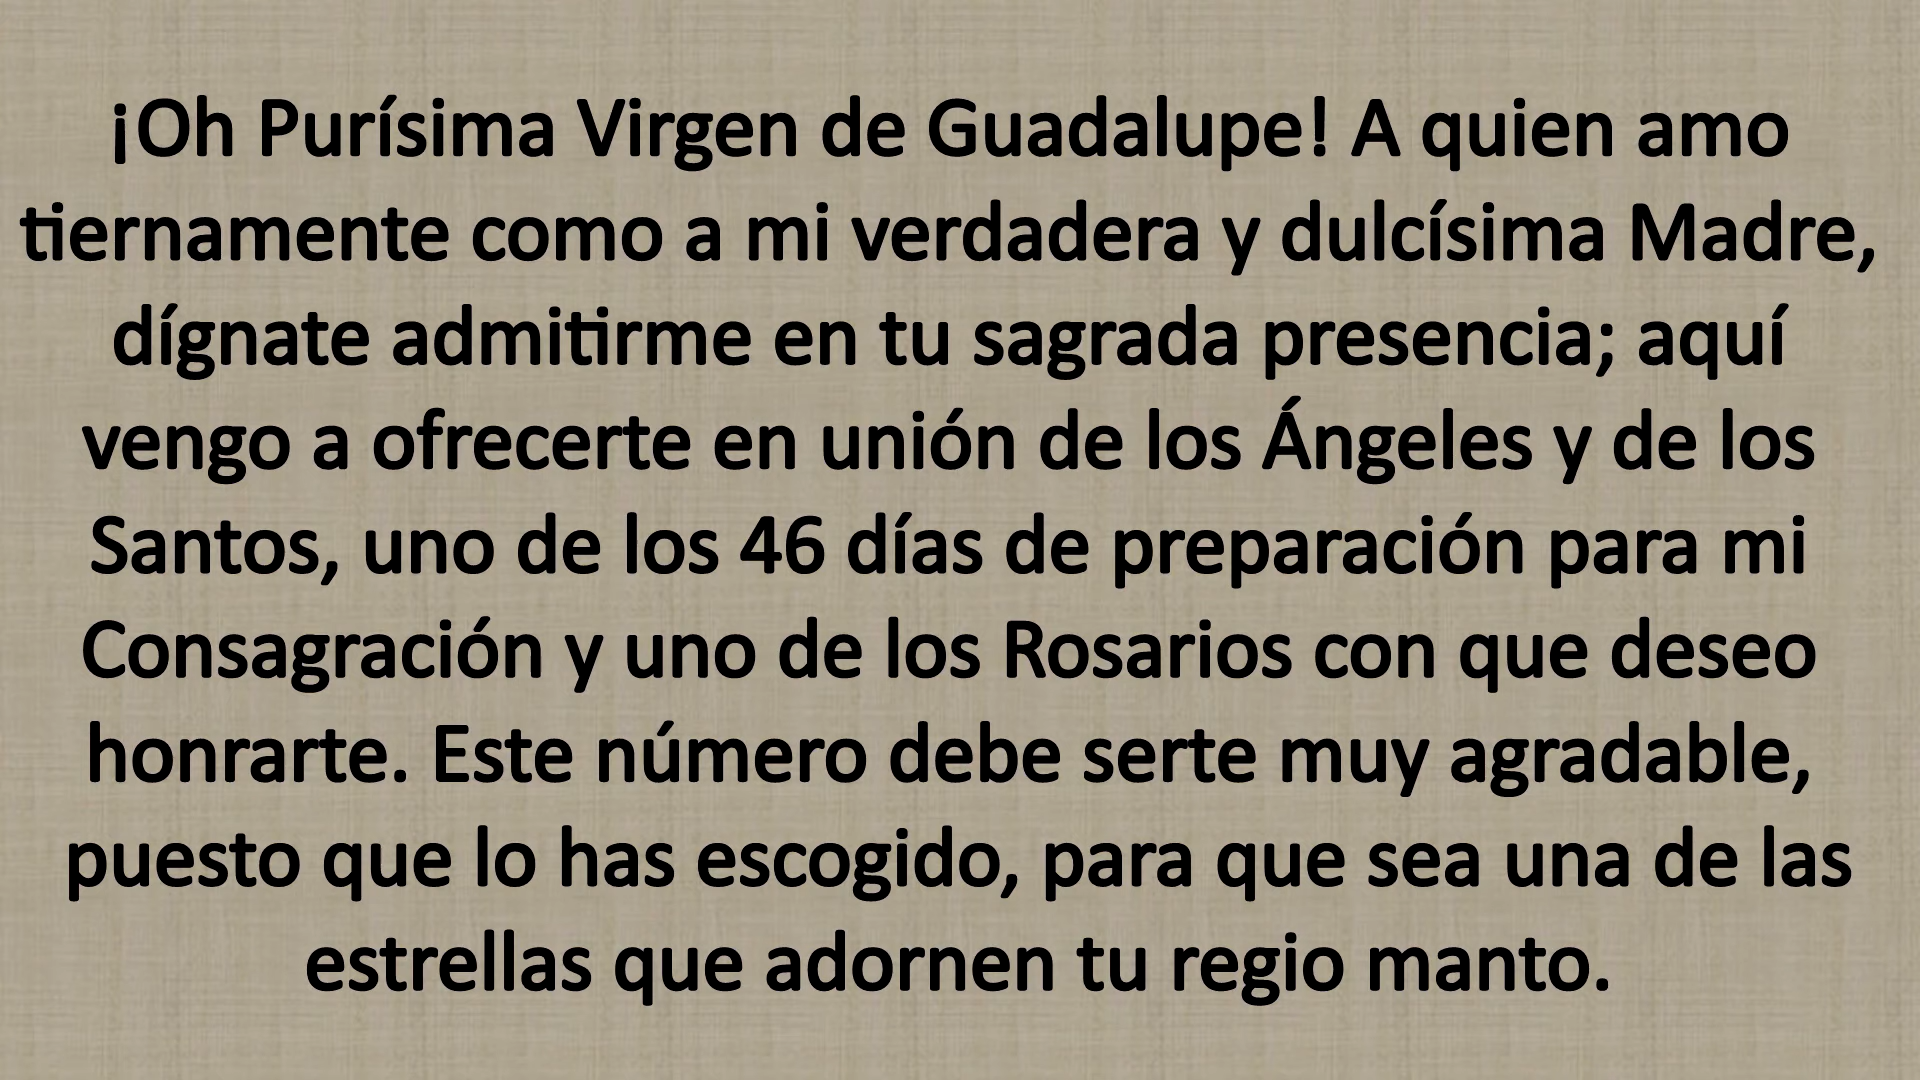 ¡Oh Purísima Virgen de Guadalupe! A quien amo
tiernamente como a mi verdadera y dulcísima Madre,
dígnate admitirme en tu sagrada presencia; aquí
vengo a ofrecerte en unión de los Ángeles y de los
Santos, uno de los 46 días de preparación para mi
Consagración y uno de los Rosarios con que deseo
honrarte. Este número debe serte muy agradable,
puesto que lo has escogido, para que sea una de las
estrellas que adornen tu regio manto.